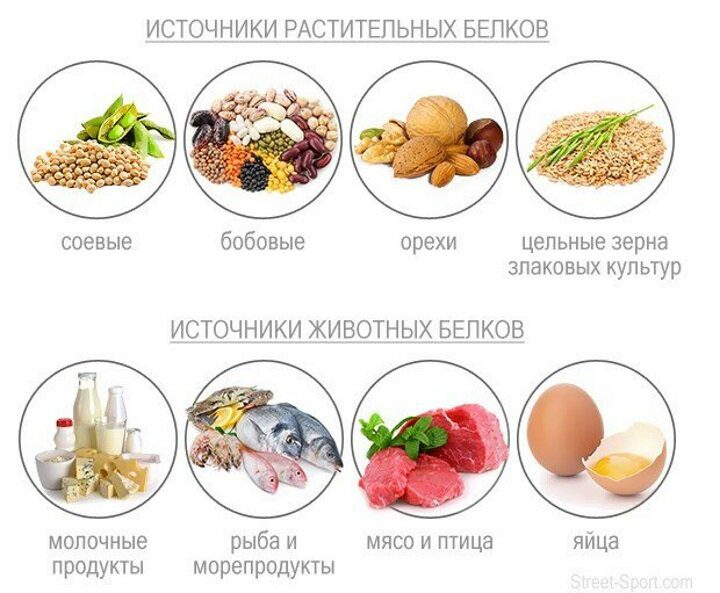 ИСТОЧНИКИ РАСТИТЕЛЬНЫХ БЕЛКОВ
соевые
бобовые
орехи
цельные зерна
злаковых культур
ИСТОЧНИКИ ЖИВОТНЫХ БЕЛКОВ
молочные
продукты
рыба и
морепродукты
мясо и птица
яйца
Street-Sport.com